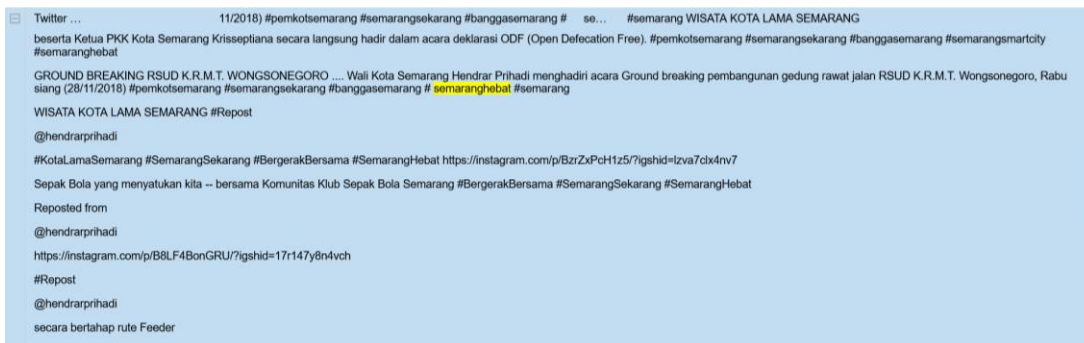 Twitter … 11/2018) #pemkotsemarang #semarangsekarang #banggasemarang # se… #semarang WISATA KOTA LAMA SEMARANG
beserta Ketua PKK Kota Semarang Krisseptiana secara langsung hadir dalam acara deklarasi ODF (Open Defecation Free). #pemkotsemarang #semarangsekarang #banggasemarang #semarangsmartcity
#semaranghebat
GROUND BREAKING RSUD K.R.M.T. WONGSONEGORO .... Wali Kota Semarang Hendrar Prihadi menghadiri acara Ground breaking pembangunan gedung rawat jalan RSUD K.R.M.T. Wongsonegoro, Rabu
siang (28/11/2018) #pemkotsemarang #semarangsekarang #banggasemarang # semaranghebat #semarang
WISATA KOTA LAMA SEMARANG #Repost
@hendrarprihadi
#KotaLamaSemarang #SemarangSekarang #BergerakBersama #SemarangHebat https://instagram.com/p/BzrZxPcH1z5/?igshid=lzva7clx4nv7
Sepak Bola yang menyatukan kita -- bersama Komunitas Klub Sepak Bola Semarang #BergerakBersama #SemarangSekarang #SemarangHebat
Reposted from
@hendrarprihadi
https://instagram.com/p/B8LF4BonGRU/?igshid=17r147y8n4vch
#Repost
@hendrarprihadi
secara bertahap rute Feeder